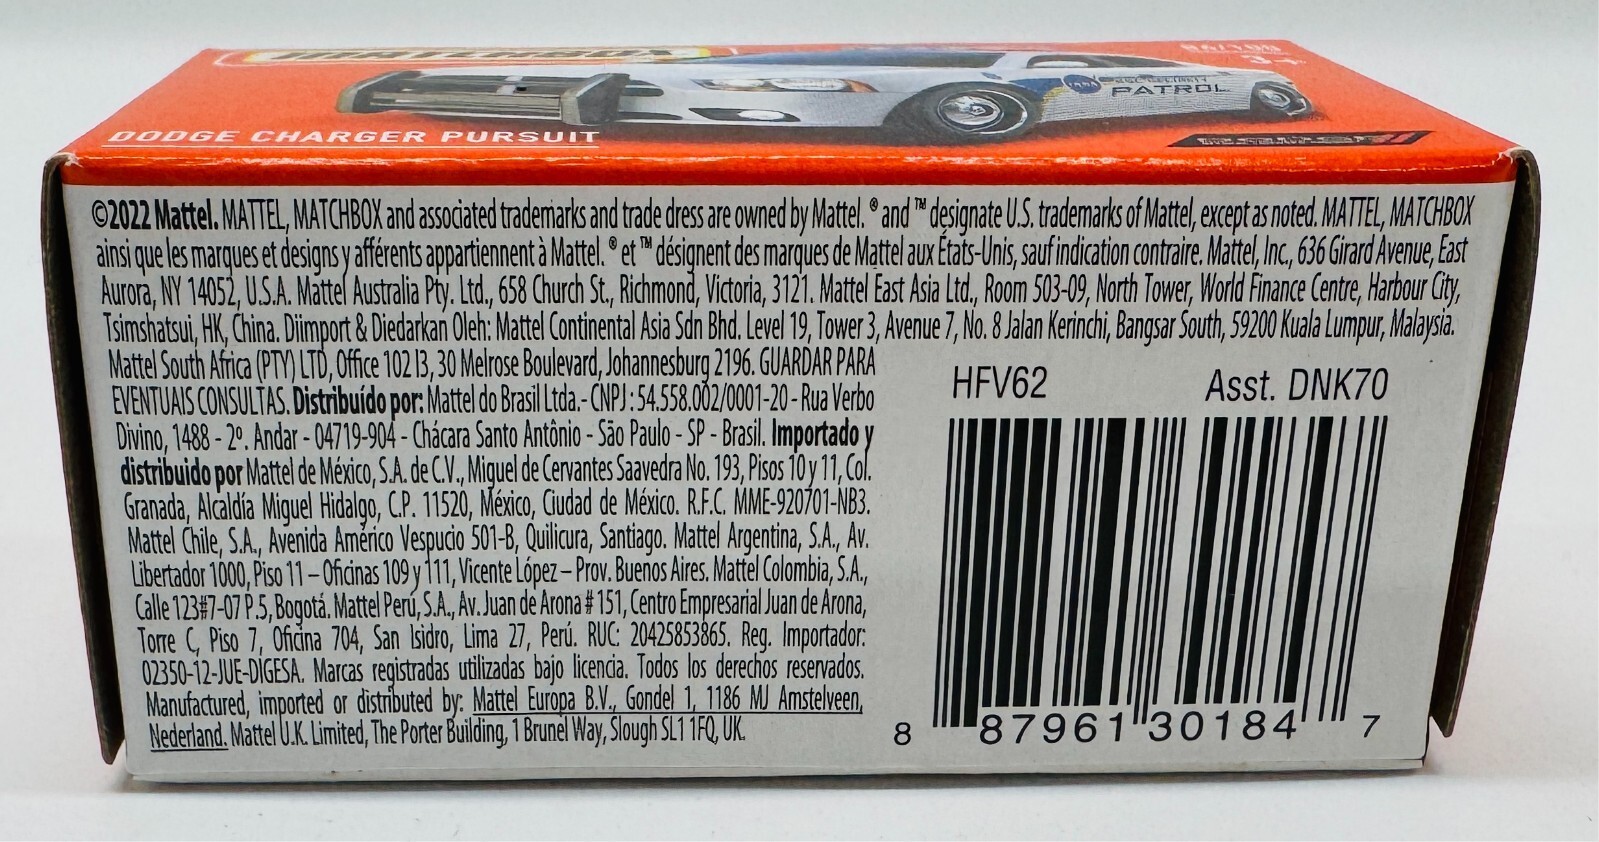 MATCHBOX
DODGE CHARGER PURSUIT
PATROL
©2022 Mattel. MATTEL, MATCHBOX and associated trademarks and trade dress are owned by Mattel. ® and ™ designate U.S. trademarks of Mattel, except as noted. MATTEL, MATCHBOX
ainsi que les marques et designs y afférents appartiennent à Mattel. ® et ™ désignent des marques de Mattel aux États-Unis, sauf indication contraire. Mattel, Inc., 636 Girard Avenue, East
Aurora, NY 14052, U.S.A. Mattel Australia Pty. Ltd., 658 Church St., Richmond, Victoria, 3121. Mattel East Asia Ltd., Room 503-09, North Tower, World Finance Centre, Harbour City,
Tsimshatsui, HK, China. Diimport & Diedarkan Oleh: Mattel Continental Asia Sdn Bhd. Level 19, Tower 3, Avenue 7, No. 8 Jalan Kerinchi, Bangsar South, 59200 Kuala Lumpur, Malaysia.
Mattel South Africa (PTY) LTD, Office 102 I3, 30 Melrose Boulevard, Johannesburg 2196. GUARDAR PARA
EVENTUAIS CONSULTAS. Distribuído por: Mattel do Brasil Ltda.- CNPJ : 54.558.002/0001-20 - Rua Verbo
Divino, 1488 - 2º. Andar - 04719-904 - Chácara Santo Antônio - São Paulo - SP - Brasil. Importado y
distribuido por Mattel de México, S.A. de C.V., Miguel de Cervantes Saavedra No. 193, Pisos 10 y 11, Col.
Granada, Alcaldía Miguel Hidalgo, C.P. 11520, México, Ciudad de México. R.F.C. MME-920701-NB3.
Mattel Chile, S.A., Avenida Américo Vespucio 501-B, Quilicura, Santiago. Mattel Argentina, S.A., Av.
Libertador 1000, Piso 11 – Oficinas 109 y 111, Vicente López – Prov. Buenos Aires. Mattel Colombia, S.A.,
Calle 123#7-07 P.5, Bogotá. Mattel Perú, S.A., Av. Juan de Arona # 151, Centro Empresarial Juan de Arona,
Torre C, Piso 7, Oficina 704, San Isidro, Lima 27, Perú. RUC: 20425853865. Reg. Importador:
02350-12-JUE-DIGESA. Marcas registradas utilizadas bajo licencia. Todos los derechos reservados.
Manufactured, imported or distributed by: Mattel Europa B.V., Gondel 1, 1186 MJ Amstelveen,
Nederland. Mattel U.K. Limited, The Porter Building, 1 Brunel Way, Slough SL1 1FQ, UK.
HFV62 Asst. DNK70
8 87961 30184 7